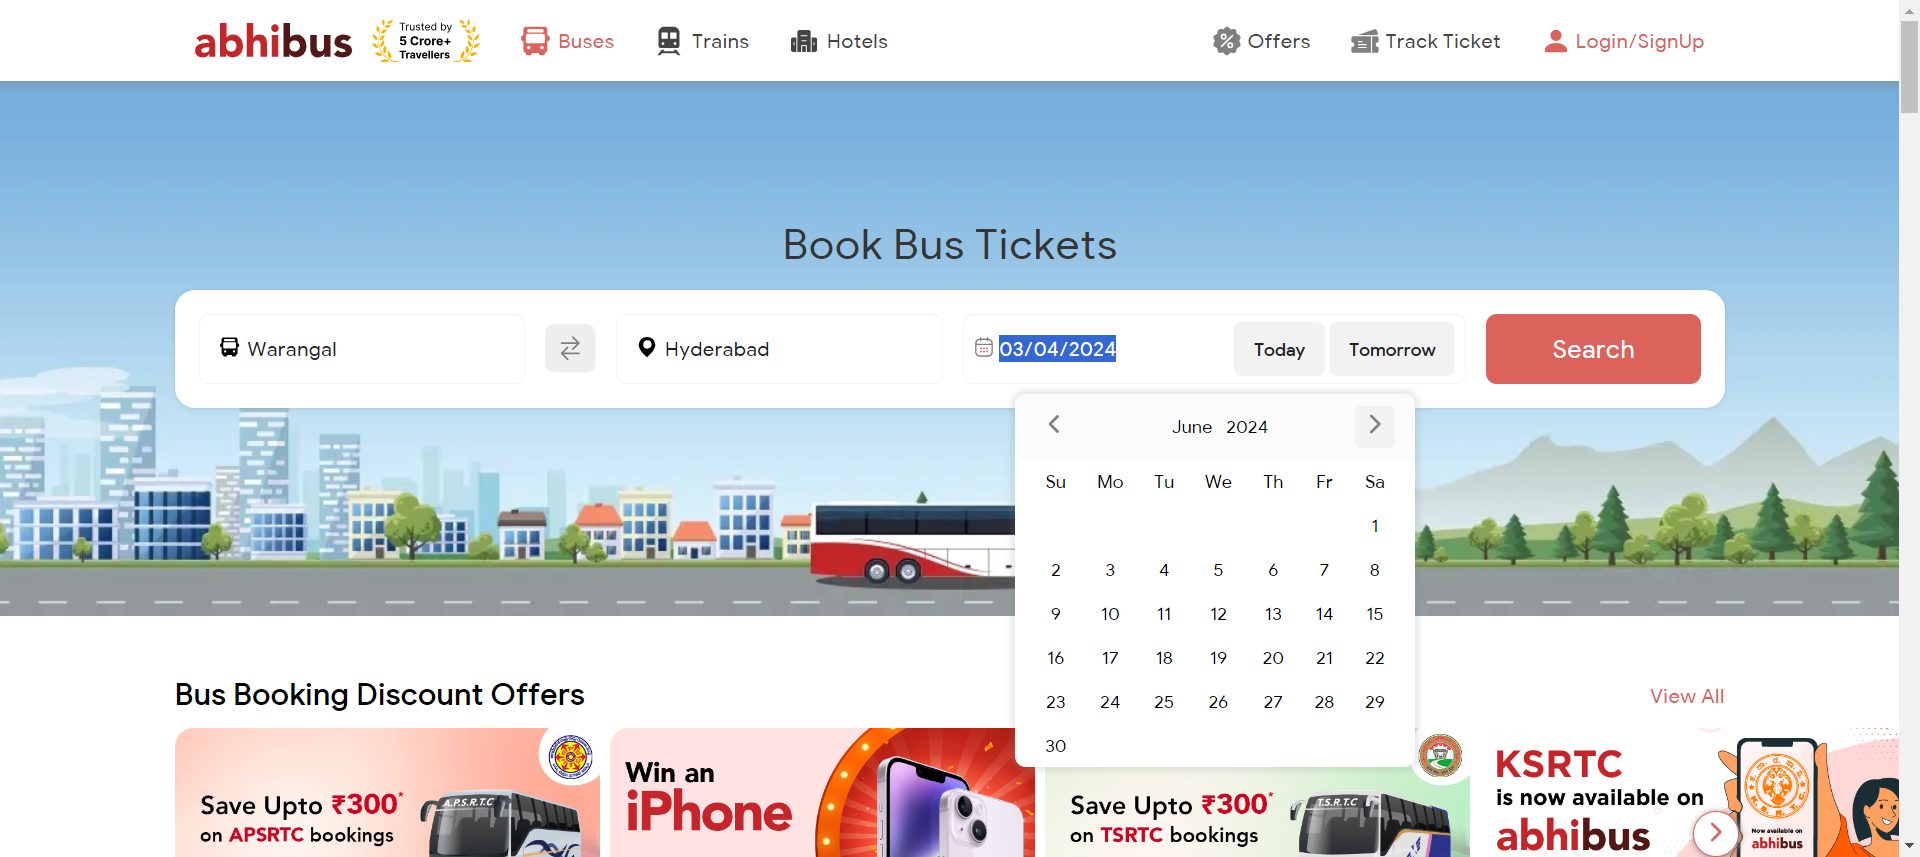 abhibus
Trusted by
5 Crore+
Travellers
Buses
Trains
Hotels
Offers
Track Ticket
Login/SignUp
Book Bus Tickets
Warangal
Hyderabad
03/04/2024
Today
Tomorrow
Search
June 2024
Su Mo Tu We Th Fr Sa
1
2 3 4 5 6 7 8
9 10 11 12 13 14 15
16 17 18 19 20 21 22
23 24 25 26 27 28 29
30
Bus Booking Discount Offers
View All
Save Upto ₹300*
on APSRTC bookings
A.P.S.R.T.C
Win an
iPhone
Save Upto ₹300*
on TSRTC bookings
T.S.R.T.C
KSRTC
is now available on
abhibus
Now available on
abhibus